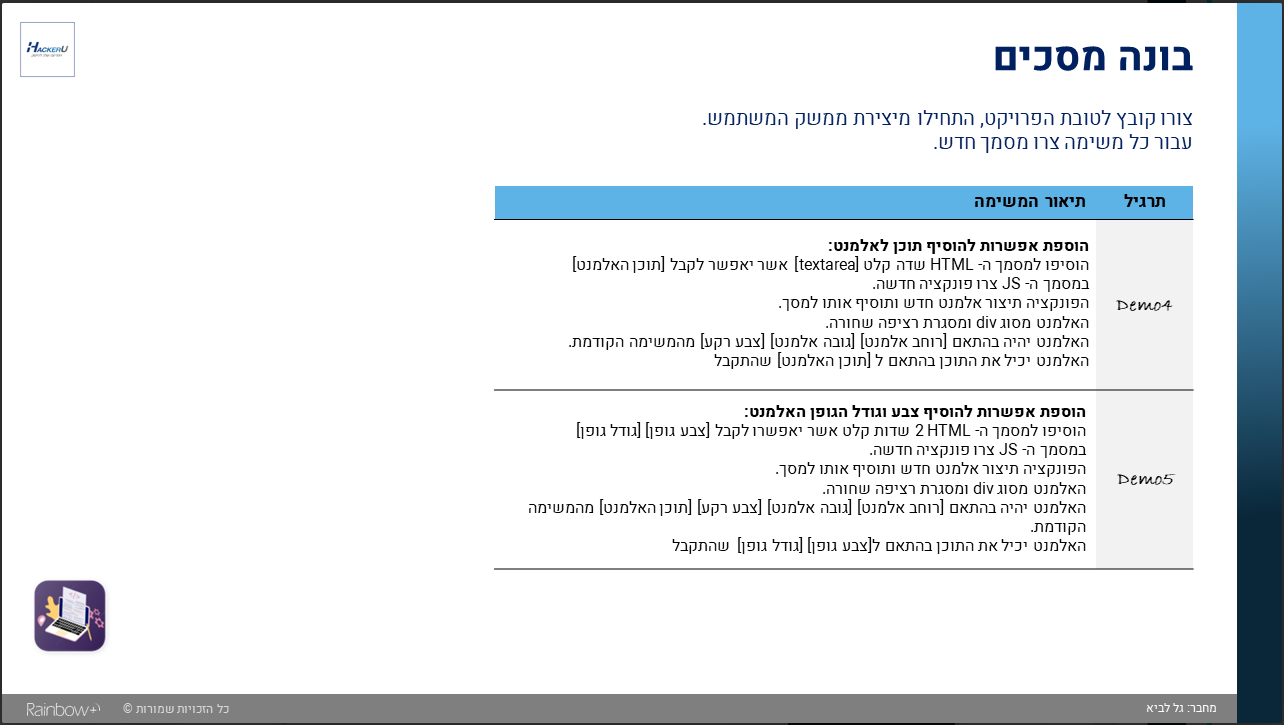 HACKERU
בונה מסכים
צורו קובץ לטובת הפרויקט, התחילו מיצירת ממשק המשתמש.
עבור כל משימה צרו מסמך חדש.
תרגיל תיאור המשימה
הוספת אפשרות להוסיף תוכן לאלמנט:
הוסיפו למסמך ה- HTML שדה קלט [textarea] אשר יאפשר לקבל [תוכן האלמנט]
במסמך ה- JS צרו פונקציה חדשה.
הפונקציה תיצור אלמנט חדש ותוסיף אותו למסך.
האלמנט מסוג div ומסגרת רציפה שחורה.
האלמנט יהיה בהתאם [רוחב אלמנט] [גובה אלמנט] [צבע רקע] מהמשימה הקודמת.
האלמנט יכיל את התוכן בהתאם ל [תוכן האלמנט] שהתקבל
Demo4
הוספת אפשרות להוסיף צבע וגודל הגופן האלמנט:
הוסיפו למסמך ה- HTML 2 שדות קלט אשר יאפשרו לקבל [צבע גופן] [גודל גופן]
במסמך ה- JS צרו פונקציה חדשה.
הפונקציה תיצור אלמנט חדש ותוסיף אותו למסך.
האלמנט מסוג div ומסגרת רציפה שחורה.
האלמנט יהיה בהתאם [רוחב אלמנט] [גובה אלמנט] [צבע רקע] [תוכן האלמנט] מהמשימה
הקודמת.
האלמנט יכיל את התוכן בהתאם ל[צבע גופן] [גודל גופן] שהתקבל
Demo5
מחבר: גל לביא
כל הזכויות שמורות ©
Rainbow+